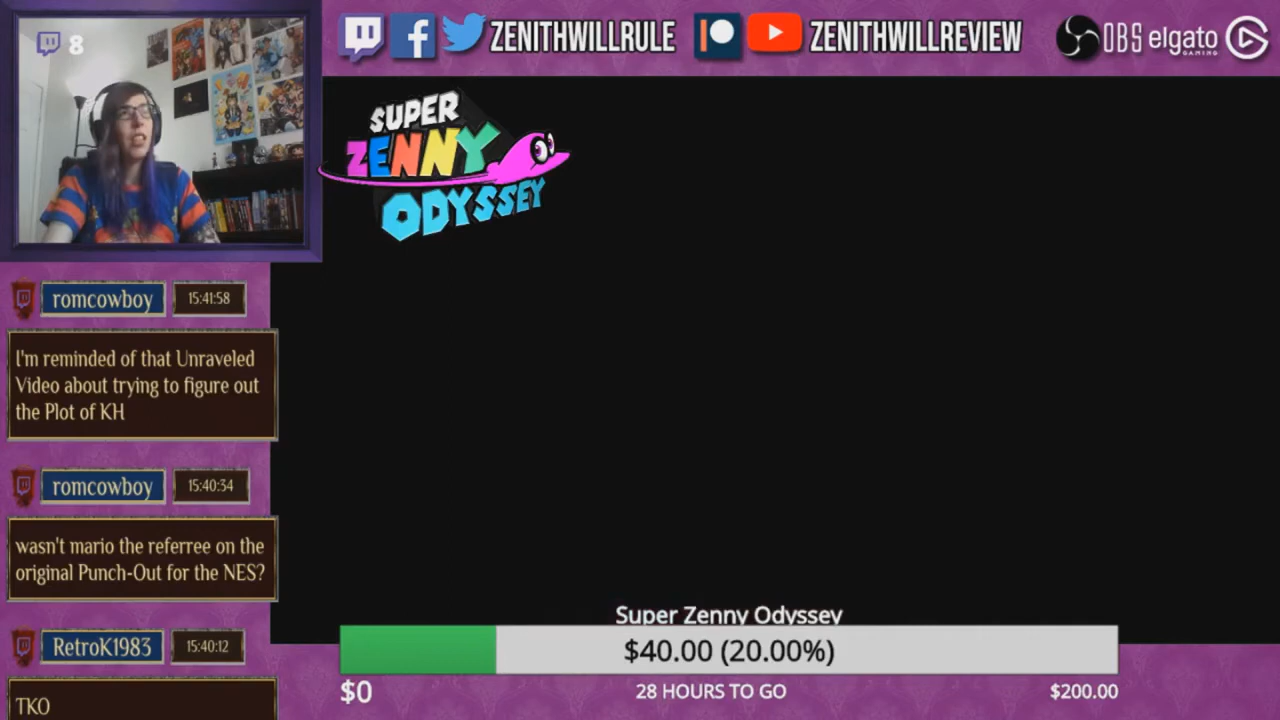 8
ZENITHWILLRULE
ZENITHWILLREVIEW
OBS
elgato
GAMING
SUPER
ZENNY
ODYSSEY
romcowboy
15:41:58
I'm reminded of that Unraveled
Video about trying to figure out
the Plot of KH
romcowboy
15:40:34
wasn't mario the referree on the
original Punch-Out for the NES?
RetroK1983
15:40:12
TKO
Super Zenny Odyssey
$40.00 (20.00%)
$0
28 HOURS TO GO
$200.00